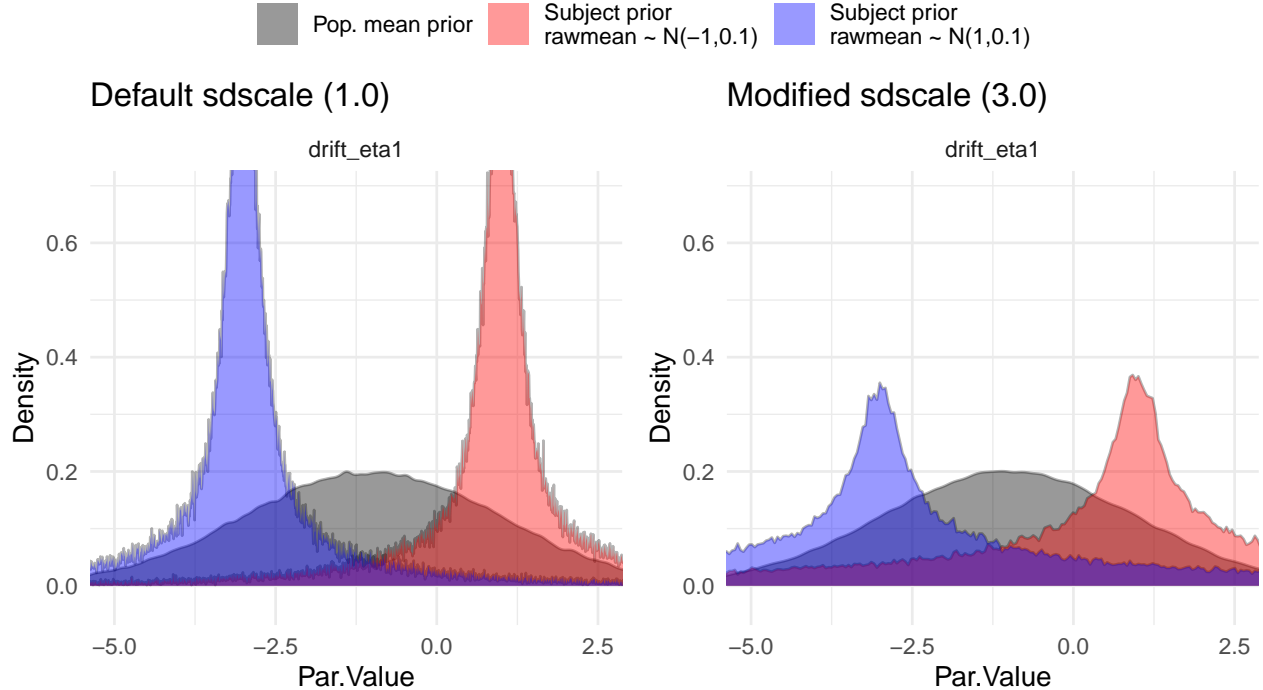 Pop. mean prior
Subject prior
rawmean ~ N(−1,0.1)
Subject prior
rawmean ~ N(1,0.1)
Default sdscale (1.0)
drift_eta1
Density
0.6
0.4
0.2
0.0
−5.0 −2.5 0.0 2.5
Par.Value
Modified sdscale (3.0)
drift_eta1
Density
0.6
0.4
0.2
0.0
−5.0 −2.5 0.0 2.5
Par.Value